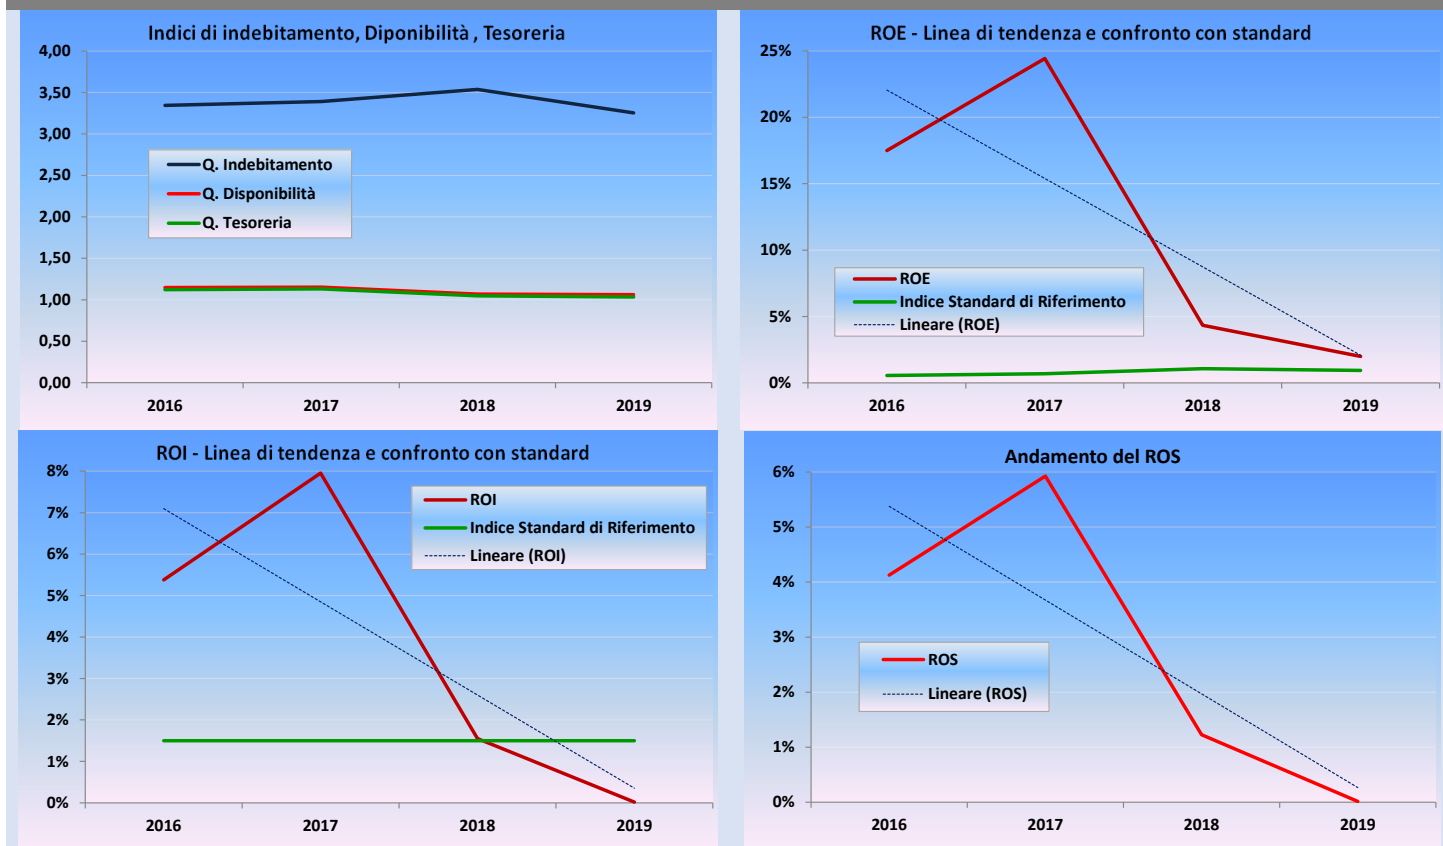 Indici di indebitamento, Diponibilità , Tesoreria
4,00
3,50
3,00
2,50
2,00
1,50
1,00
0,50
0,00
Q. Indebitamento
Q. Disponibilità
Q. Tesoreria
2016 2017 2018 2019
ROE - Linea di tendenza e confronto con standard
25%
20%
15%
10%
5%
0%
ROE
Indice Standard di Riferimento
Lineare (ROE)
2016 2017 2018 2019
ROI - Linea di tendenza e confronto con standard
8%
7%
6%
5%
4%
3%
2%
1%
0%
ROI
Indice Standard di Riferimento
Lineare (ROI)
2016 2017 2018 2019
Andamento del ROS
6%
5%
4%
3%
2%
1%
0%
ROS
Lineare (ROS)
2016 2017 2018 2019